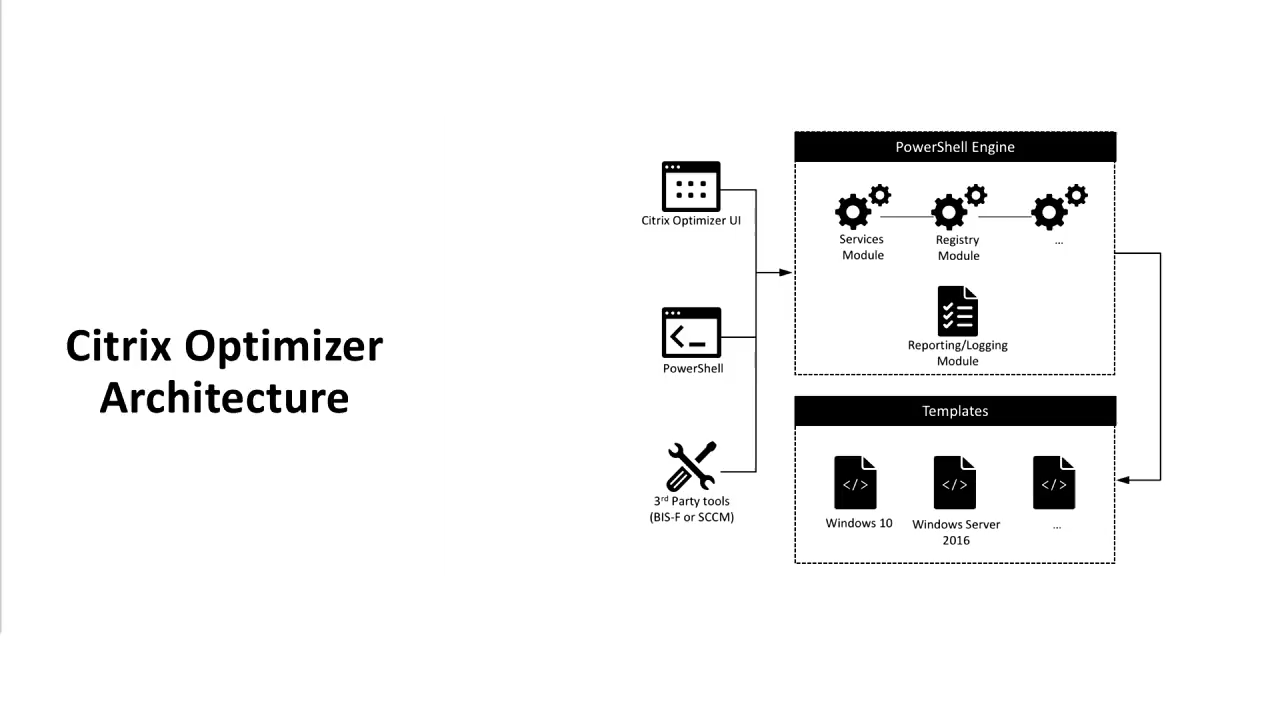 Citrix Optimizer
Architecture
Citrix Optimizer UI
PowerShell
3rd Party tools
(BIS-F or SCCM)
PowerShell Engine
Services
Module
Registry
Module
...
Reporting/Logging
Module
Templates
</>
Windows 10
</>
Windows Server
2016
</>
...